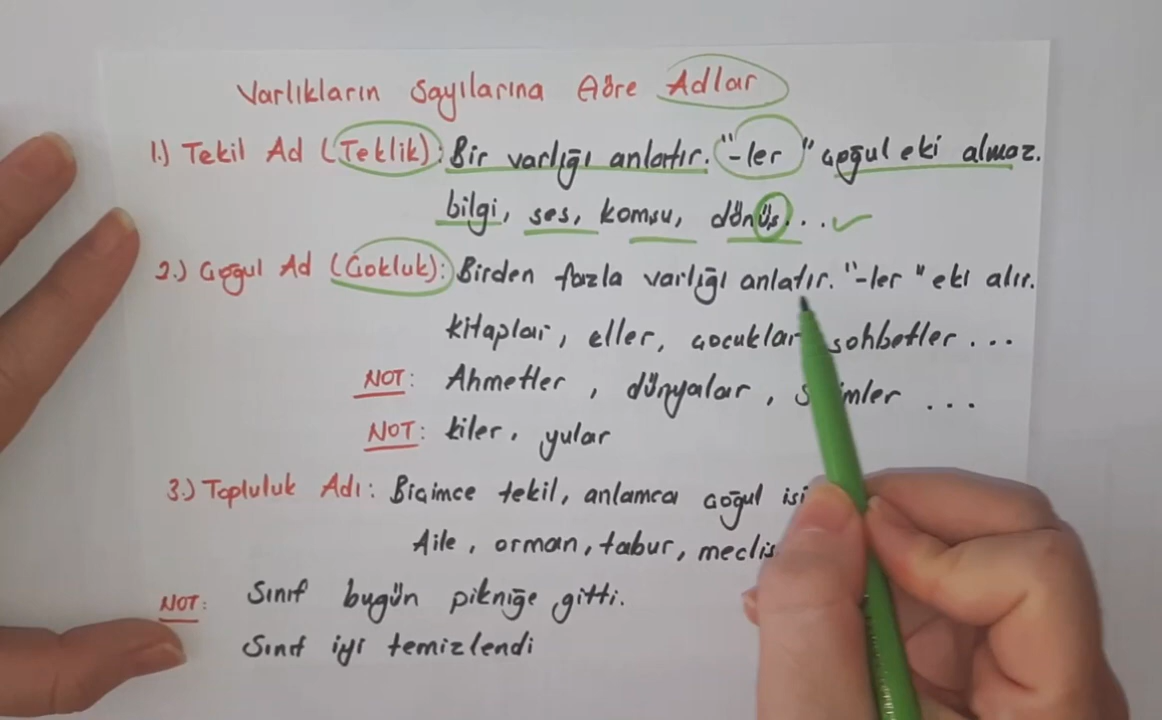 Varlıkların Sayılarına Göre Adlar
1.) Tekil Ad (Teklik): Bir varlığı anlatır. "-ler" çoğul eki almaz.
bilgi, ses, komşu, dönüş...
2.) Çoğul Ad (Çokluk): Birden fazla varlığı anlatır. "-ler" eki alır.
kitaplar, eller, çocuklar sohbetler...
NOT: Ahmetler, dünyalar, ...
NOT: kiler, yular
3.) Topluluk Adı: Biçimce tekil, anlamca çoğul
Aile, orman, tabur, meclis
NOT: Sınıf bugün pikniğe gitti.
Sınıf iyi temizlendi